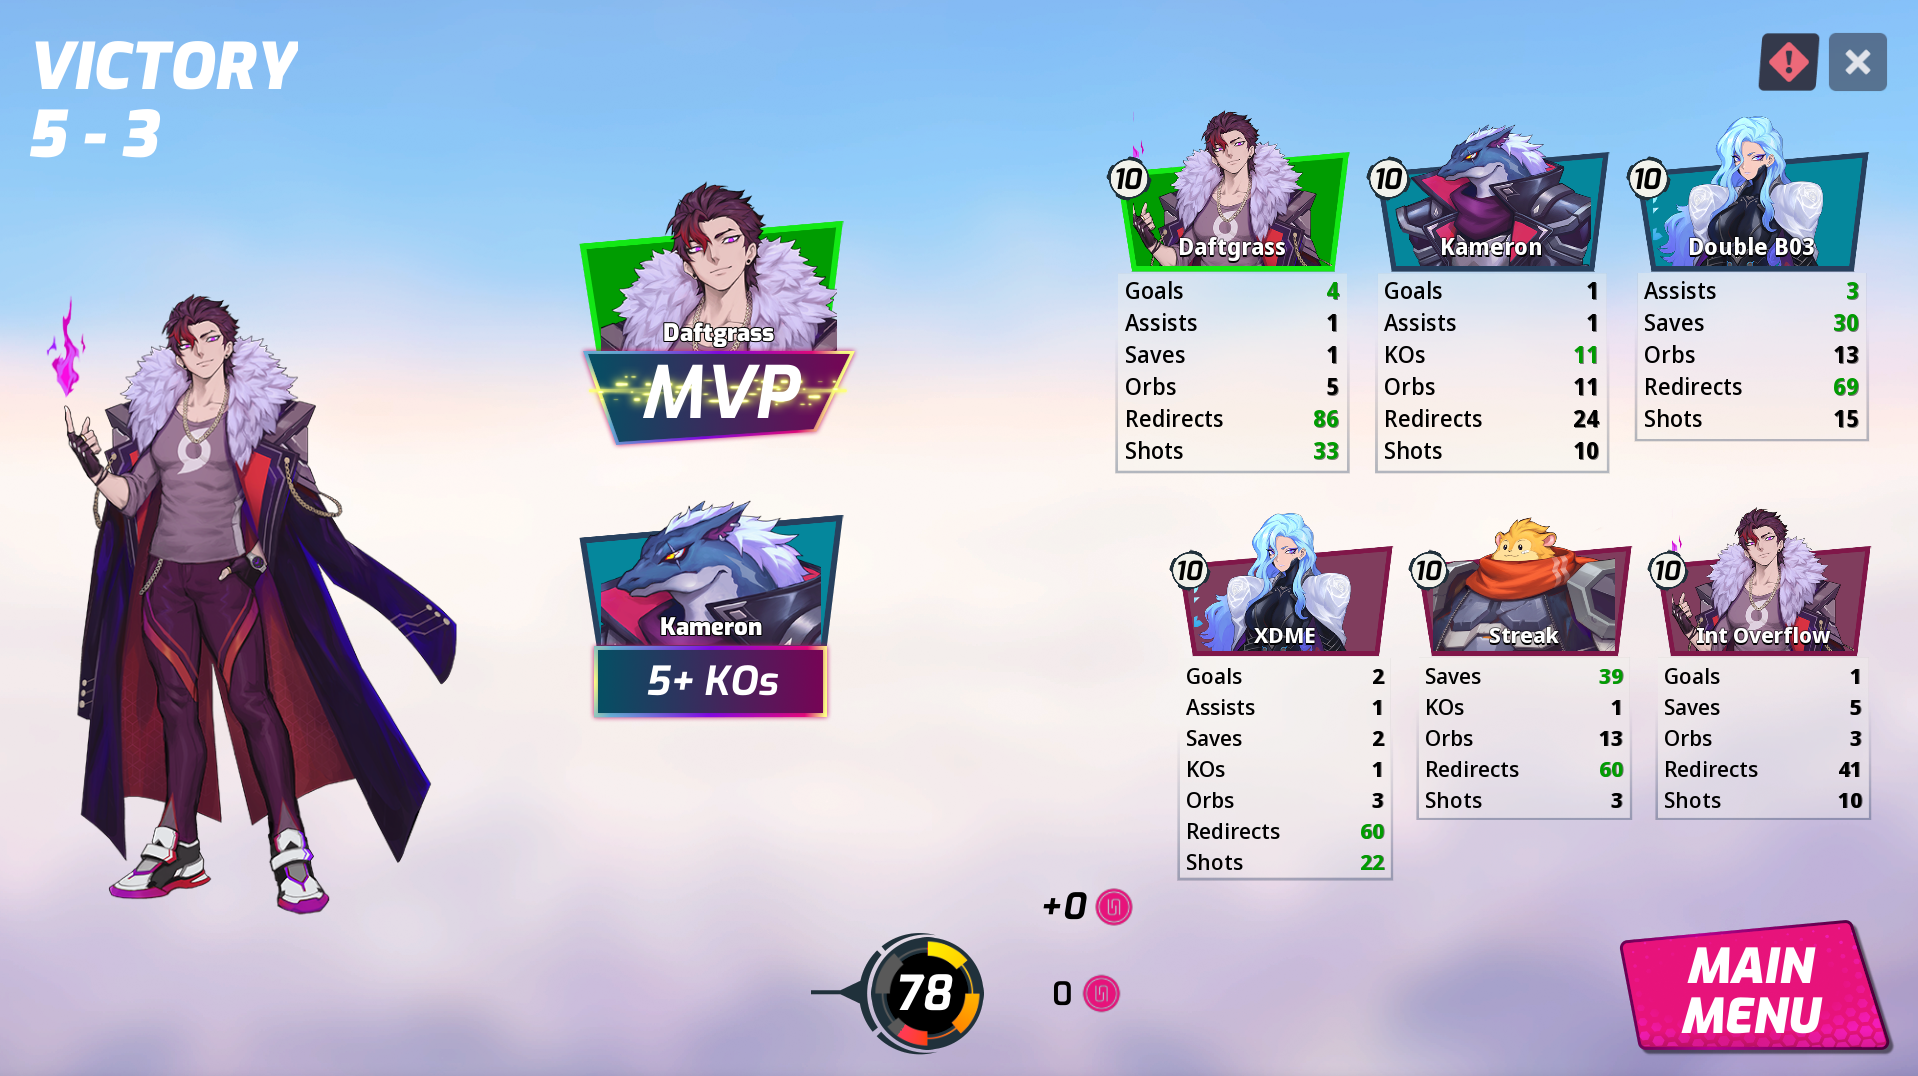 VICTORY
5 - 3
Daftgrass
MVP
Kameron
5+ KOs
10
Daftgrass
Goals 4
Assists 1
Saves 1
Orbs 5
Redirects 86
Shots 33
10
Kameron
Goals 1
Assists 1
KOs 11
Orbs 11
Redirects 24
Shots 10
10
Double B03
Assists 3
Saves 30
Orbs 13
Redirects 69
Shots 15
10
XDME
Goals 2
Assists 1
Saves 2
KOs 1
Orbs 3
Redirects 60
Shots 22
10
Streak
Saves 39
KOs 1
Orbs 13
Redirects 60
Shots 3
10
Int Overflow
Goals 1
Saves 5
Orbs 3
Redirects 41
Shots 10
+0
78
0
MAIN
MENU